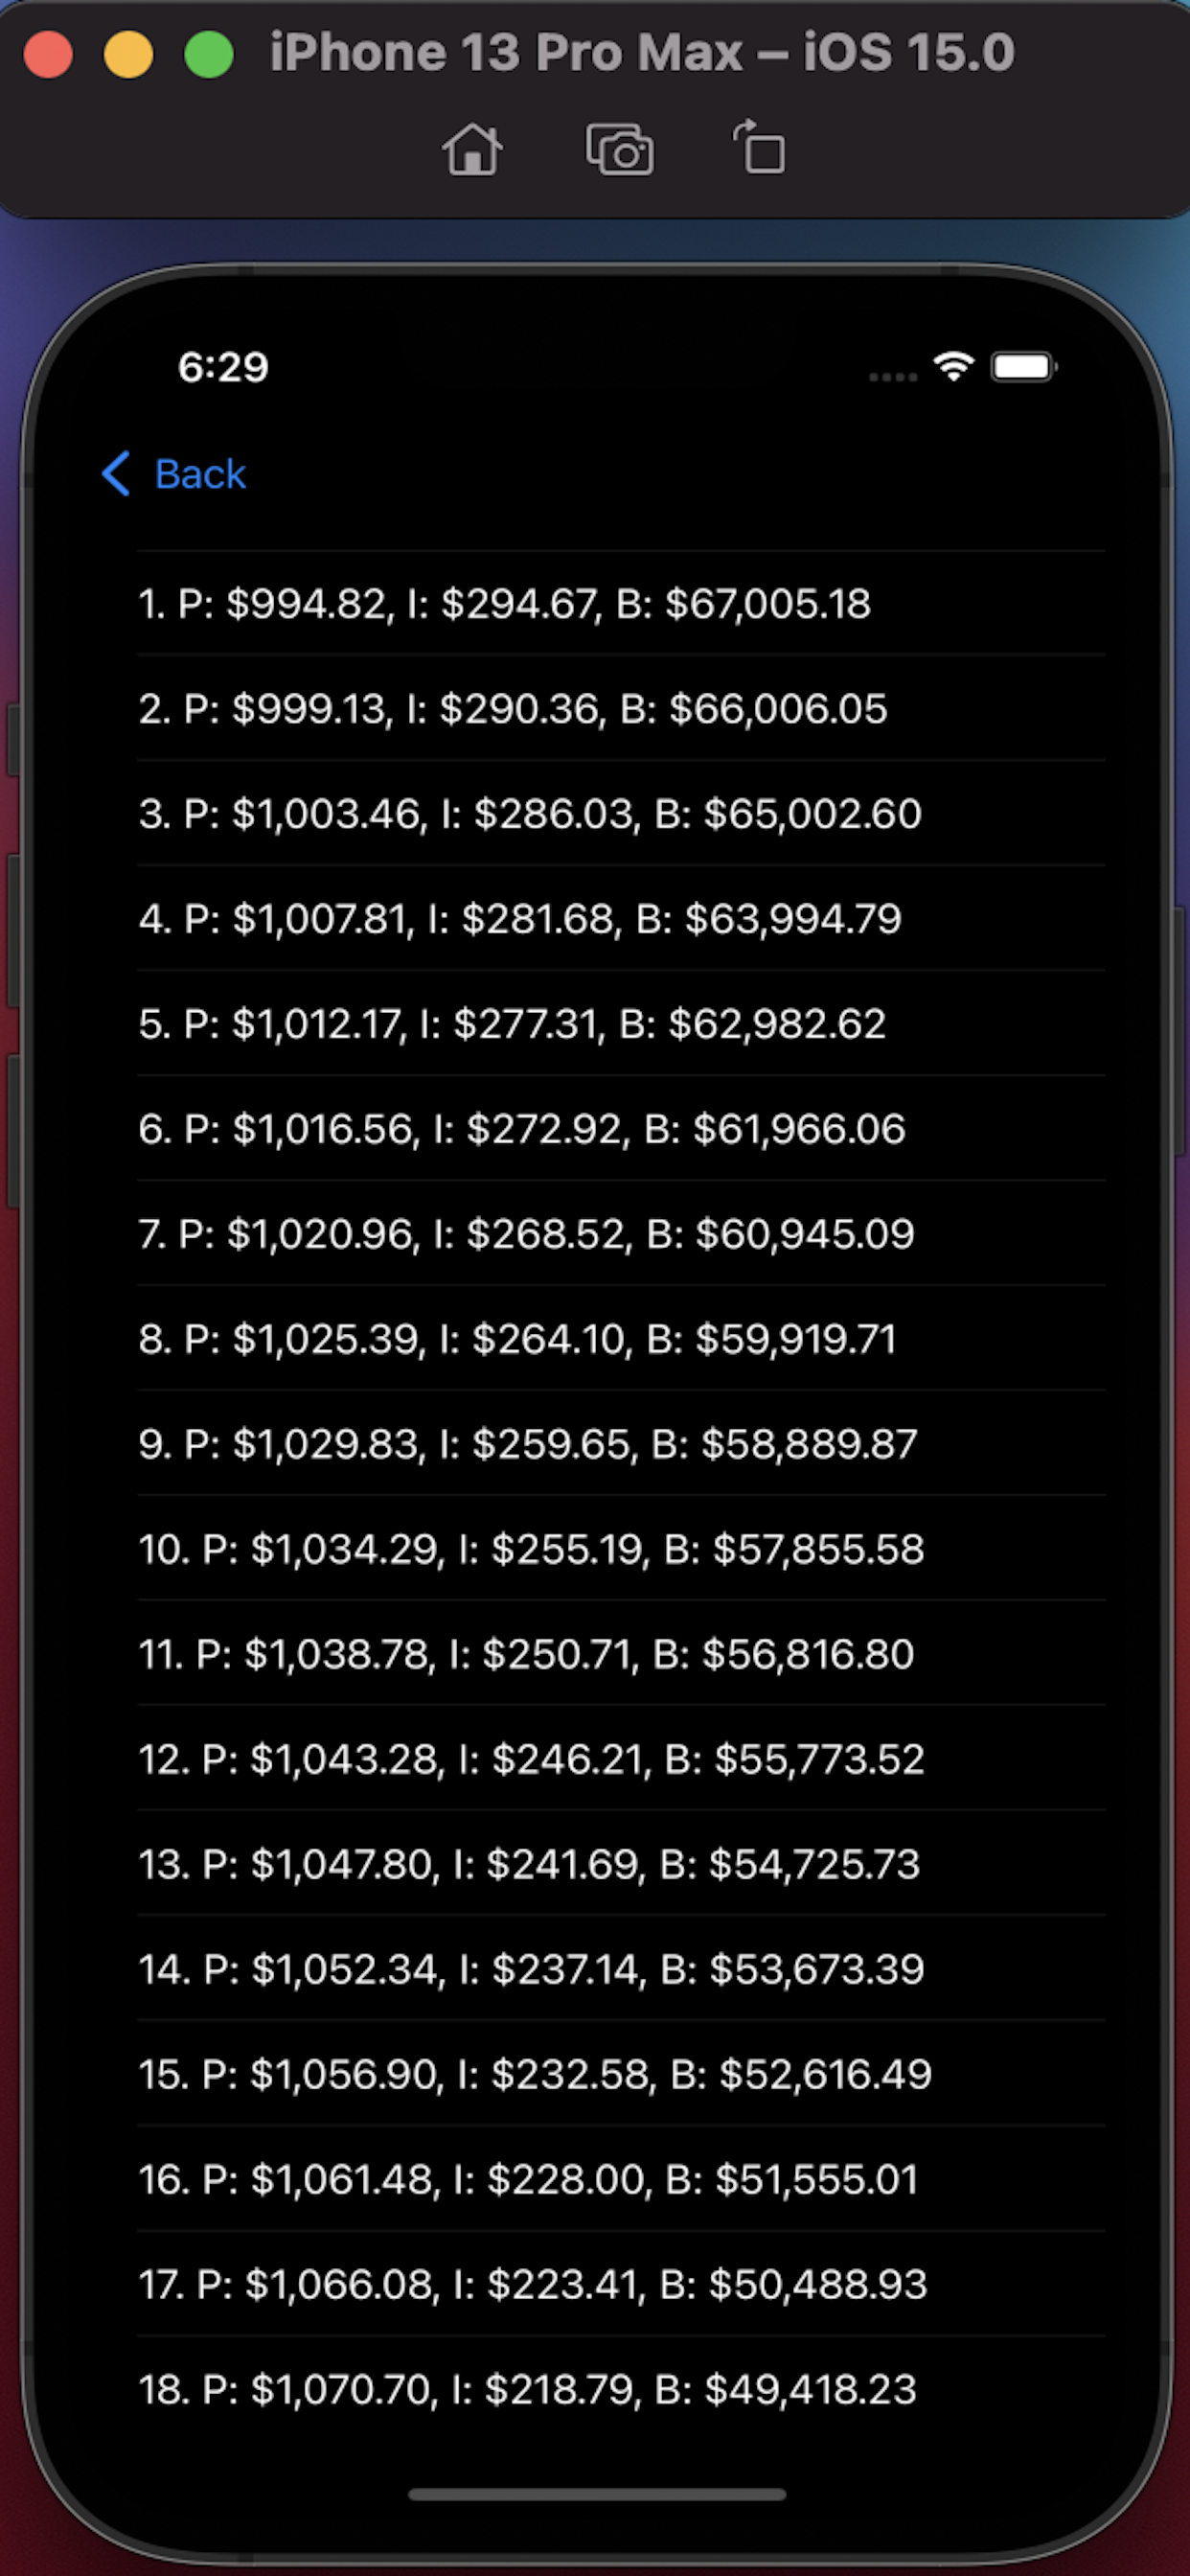 iPhone 13 Pro Max – iOS 15.0
6:29
Back
1. P: $994.82, I: $294.67, B: $67,005.18
2. P: $999.13, I: $290.36, B: $66,006.05
3. P: $1,003.46, I: $286.03, B: $65,002.60
4. P: $1,007.81, I: $281.68, B: $63,994.79
5. P: $1,012.17, I: $277.31, B: $62,982.62
6. P: $1,016.56, I: $272.92, B: $61,966.06
7. P: $1,020.96, I: $268.52, B: $60,945.09
8. P: $1,025.39, I: $264.10, B: $59,919.71
9. P: $1,029.83, I: $259.65, B: $58,889.87
10. P: $1,034.29, I: $255.19, B: $57,855.58
11. P: $1,038.78, I: $250.71, B: $56,816.80
12. P: $1,043.28, I: $246.21, B: $55,773.52
13. P: $1,047.80, I: $241.69, B: $54,725.73
14. P: $1,052.34, I: $237.14, B: $53,673.39
15. P: $1,056.90, I: $232.58, B: $52,616.49
16. P: $1,061.48, I: $228.00, B: $51,555.01
17. P: $1,066.08, I: $223.41, B: $50,488.93
18. P: $1,070.70, I: $218.79, B: $49,418.23